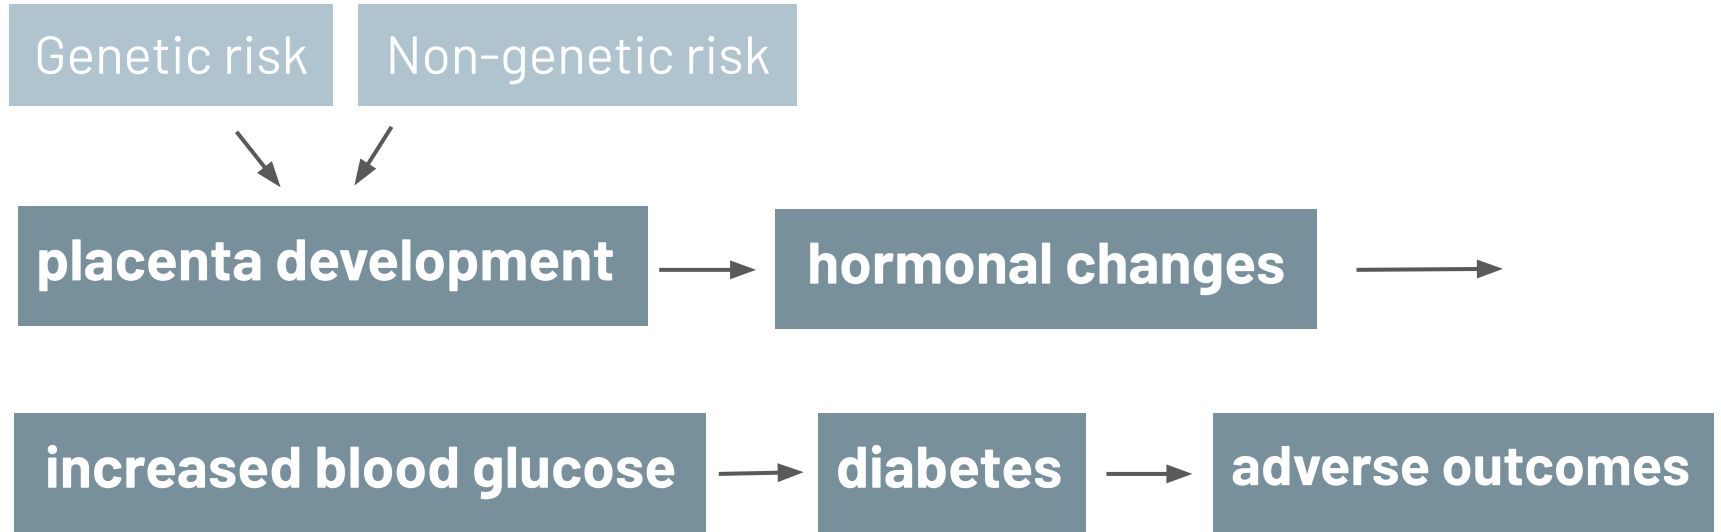 Genetic risk
Non-genetic risk
placenta development
hormonal changes
increased blood glucose
diabetes
adverse outcomes